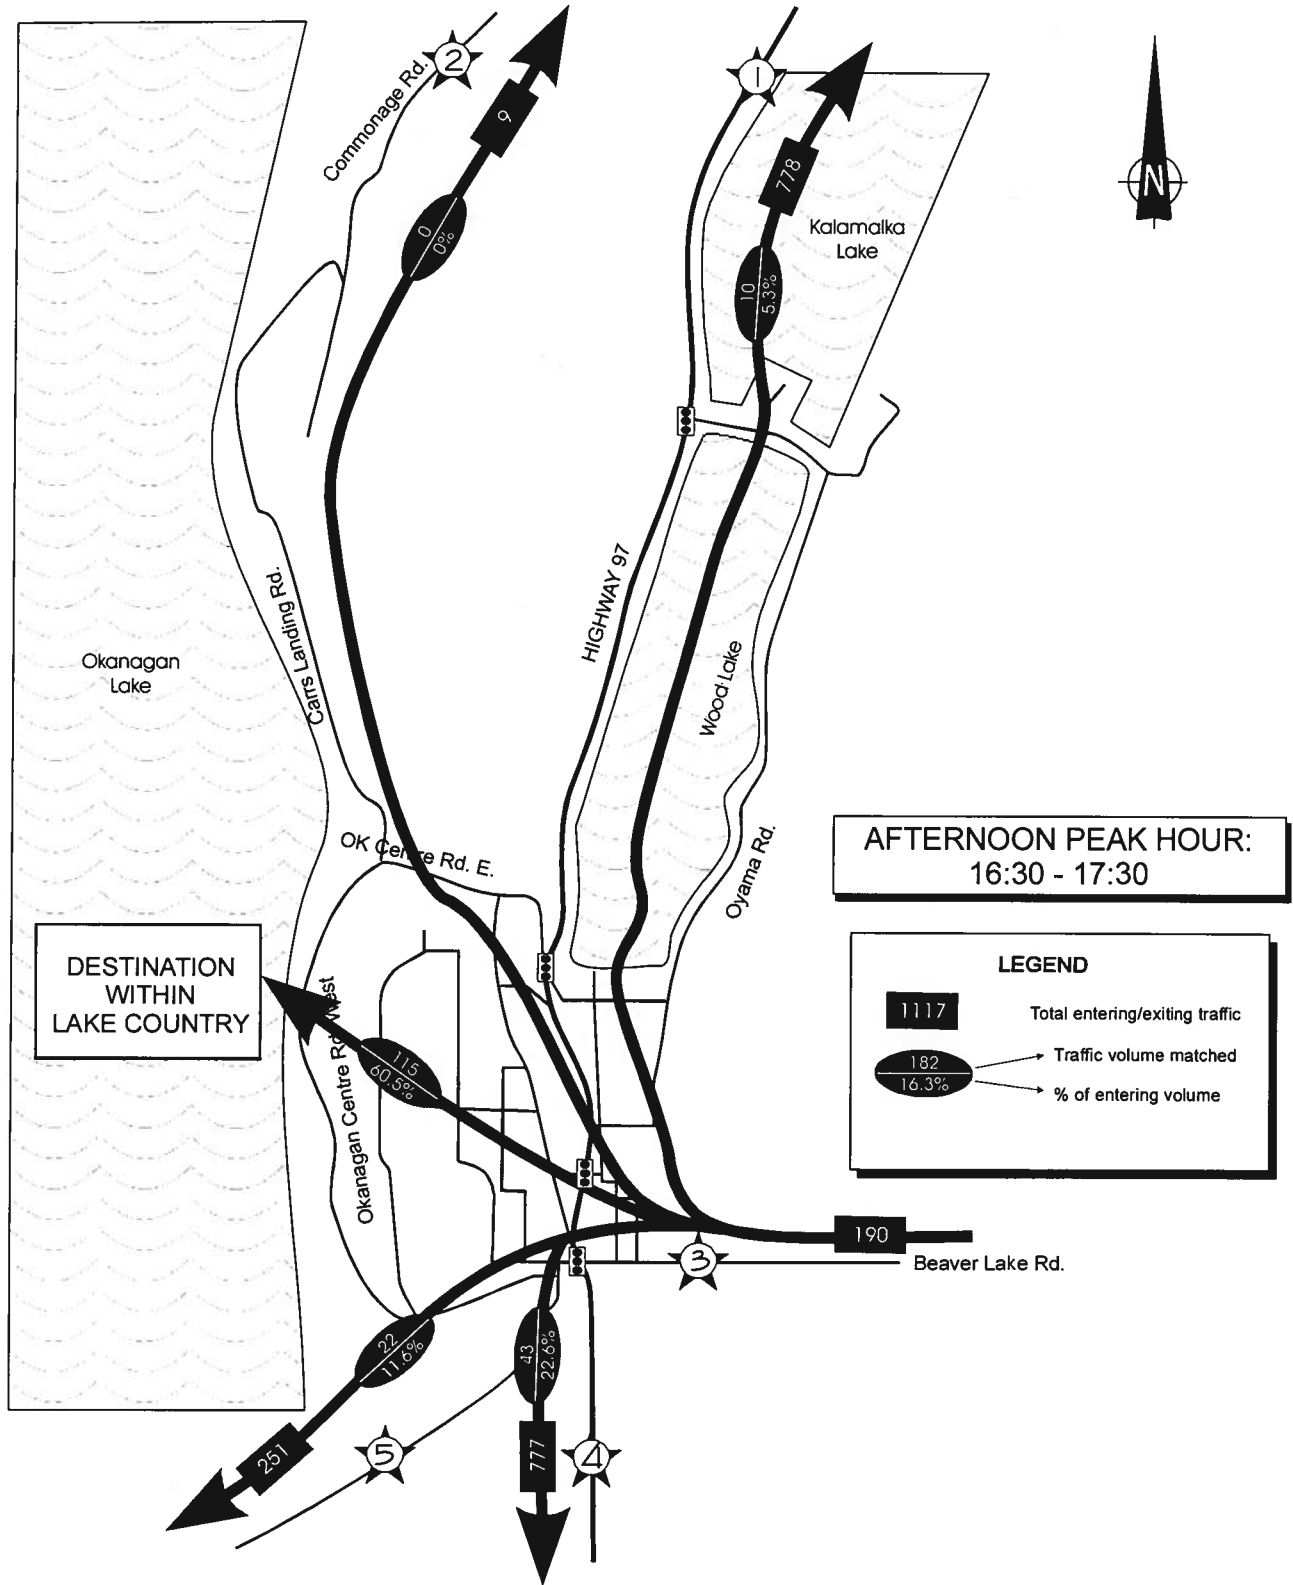 2
Commonage Rd.
9
0
0%
1
778
Kalamalka
Lake
10
5.3%
N
HIGHWAY 97
Carrs Landing Rd.
Okanagan
Lake
Wood Lake
OK Centre Rd. E.
Oyama Rd.
AFTERNOON PEAK HOUR:
16:30 - 17:30
DESTINATION
WITHIN
LAKE COUNTRY
LEGEND
1117
Total entering/exiting traffic
182
16.3%
Traffic volume matched
% of entering volume
Okanagan Centre Rd. West
115
60.5%
190
3
Beaver Lake Rd.
22
11.6%
43
22.6%
251
5
777
4